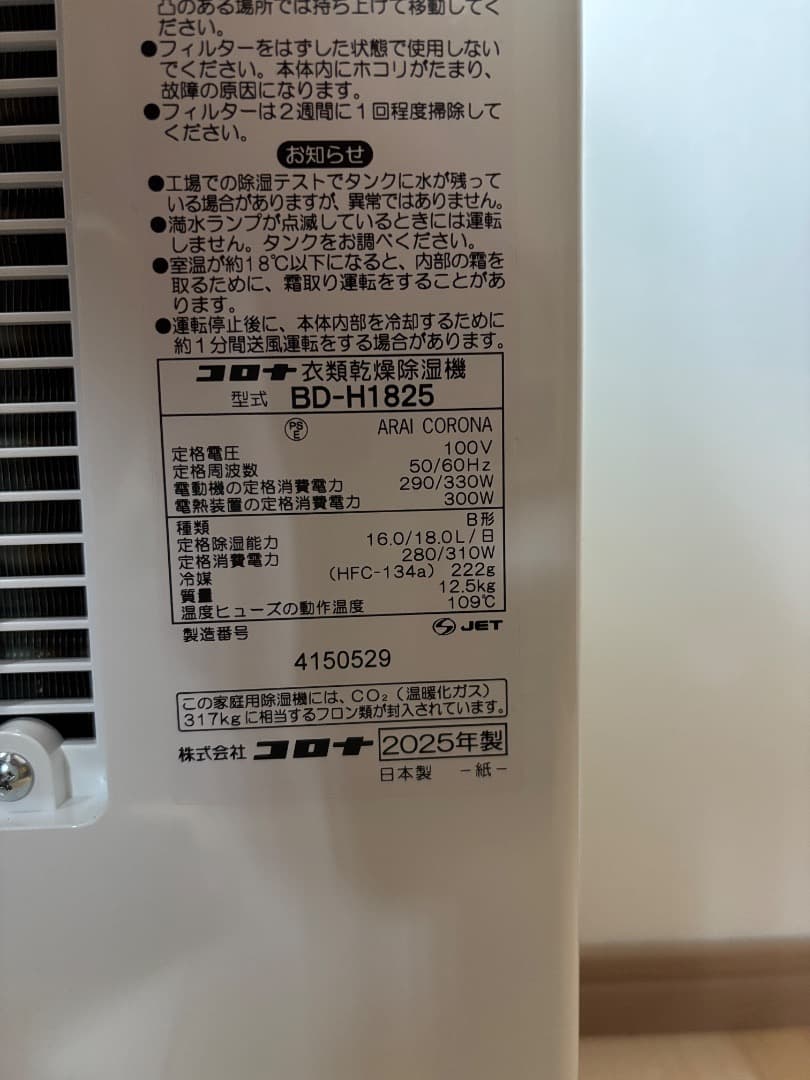 凸のある場所では持ち上げて移動してく
ださい。
●フィルターをはずした状態で使用しない
でください。本体内にホコリがたまり、
故障の原因になります。
●フィルターは2週間に1回程度掃除して
ください。
お知らせ
●工場での除湿テストでタンクに水が残って
いる場合がありますが、異常ではありません。
●満水ランプが点滅しているときには運転
しません。タンクをお調べください。
●室温が約18℃以下になると、内部の霜を
取るために、霜取り運転をすることがあ
ります。
●運転停止後に、本体内部を冷却するために
約1分間送風運転をする場合があります。
コロナ衣類乾燥除湿機
型式 BD-H1825
PSE ARAI CORONA
定格電圧 100V
定格周波数 50/60Hz
電動機の定格消費電力 290/330W
電熱装置の定格消費電力 300W
種類 B形
定格除湿能力 16.0/18.0L/日
定格消費電力 280/310W
冷媒 (HFC-134a) 222g
質量 12.5kg
温度ヒューズの動作温度 109℃
製造番号 JET
4150529
この家庭用除湿機には、CO₂(温暖化ガス)
317kgに相当するフロン類が封入されています。
株式会社 コロナ 2025年製
日本製 －紙－